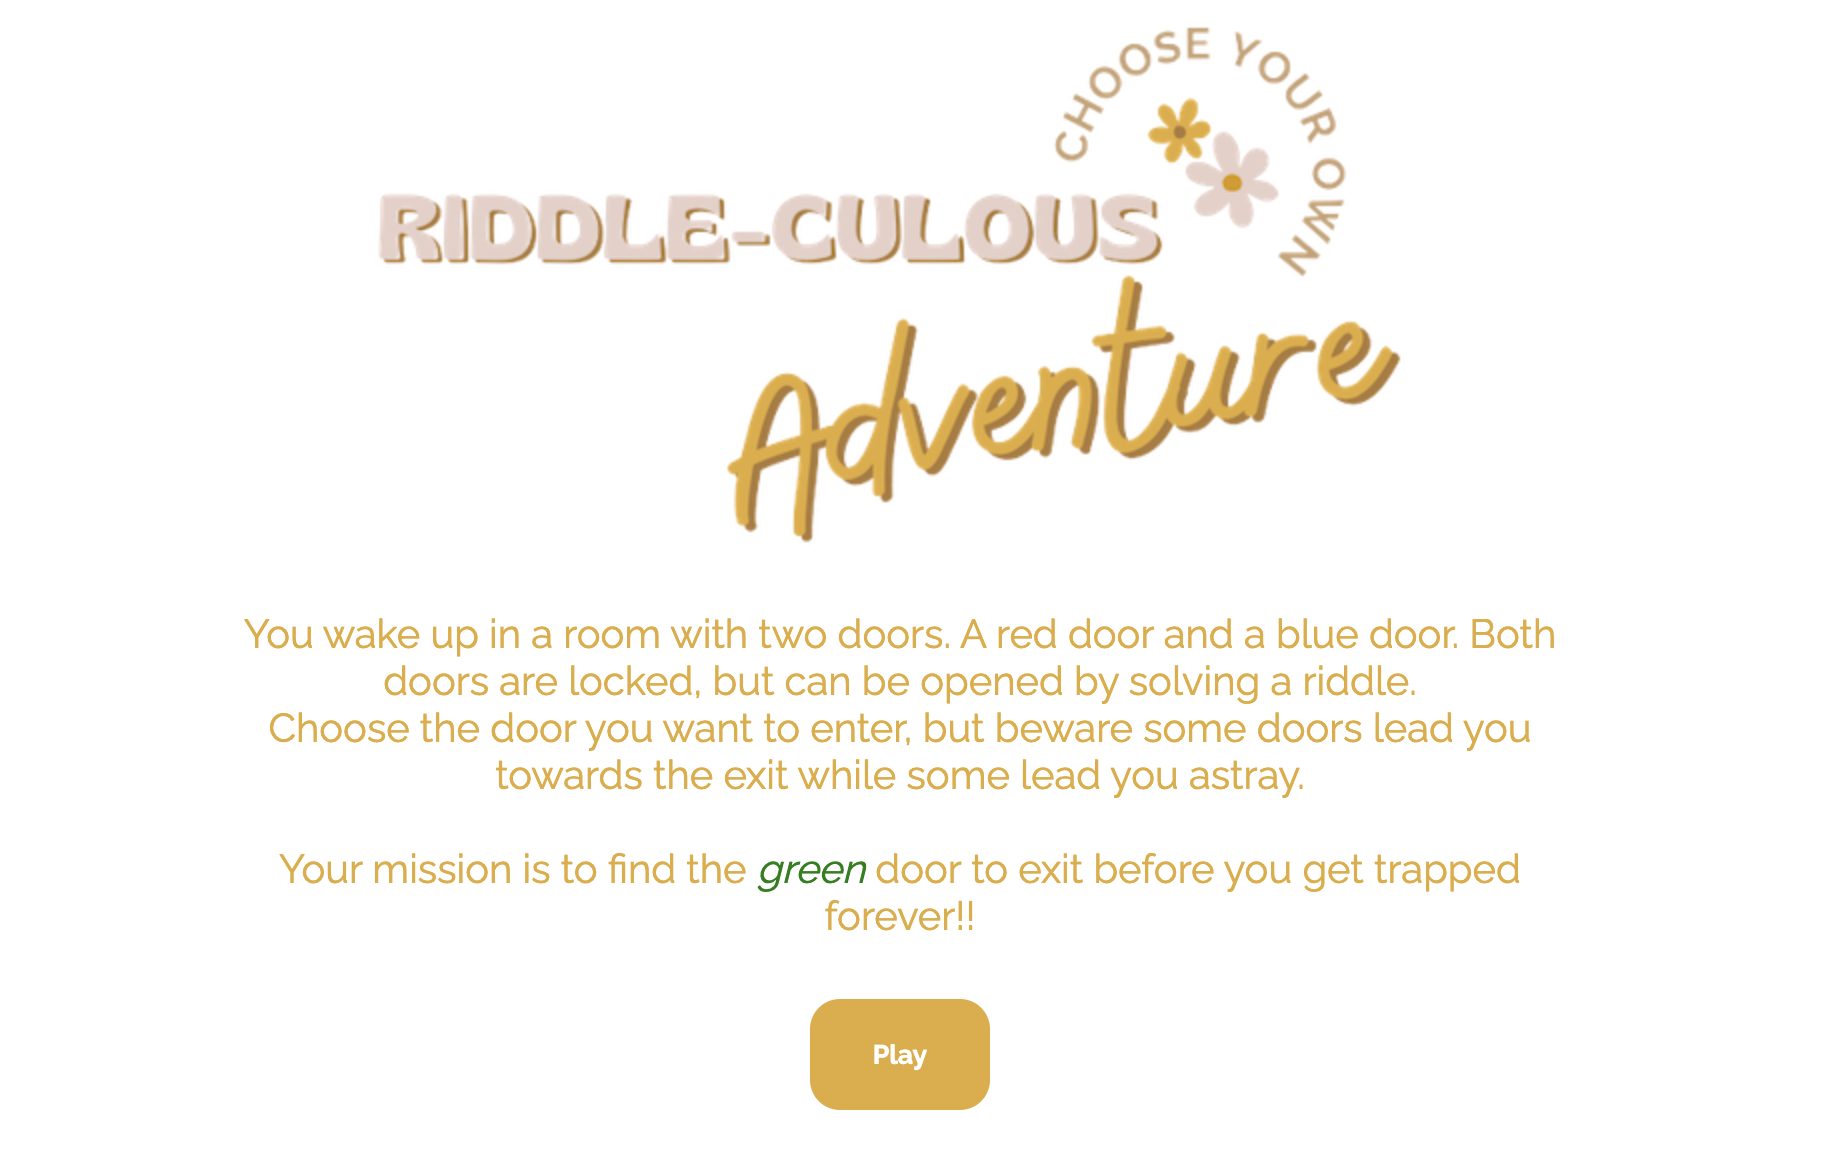 CHOOSE YOUR OWN
RIDDLE-CULOUS
Adventure
You wake up in a room with two doors. A red door and a blue door. Both
doors are locked, but can be opened by solving a riddle.
Choose the door you want to enter, but beware some doors lead you
towards the exit while some lead you astray.
Your mission is to find the green door to exit before you get trapped
forever!!
Play